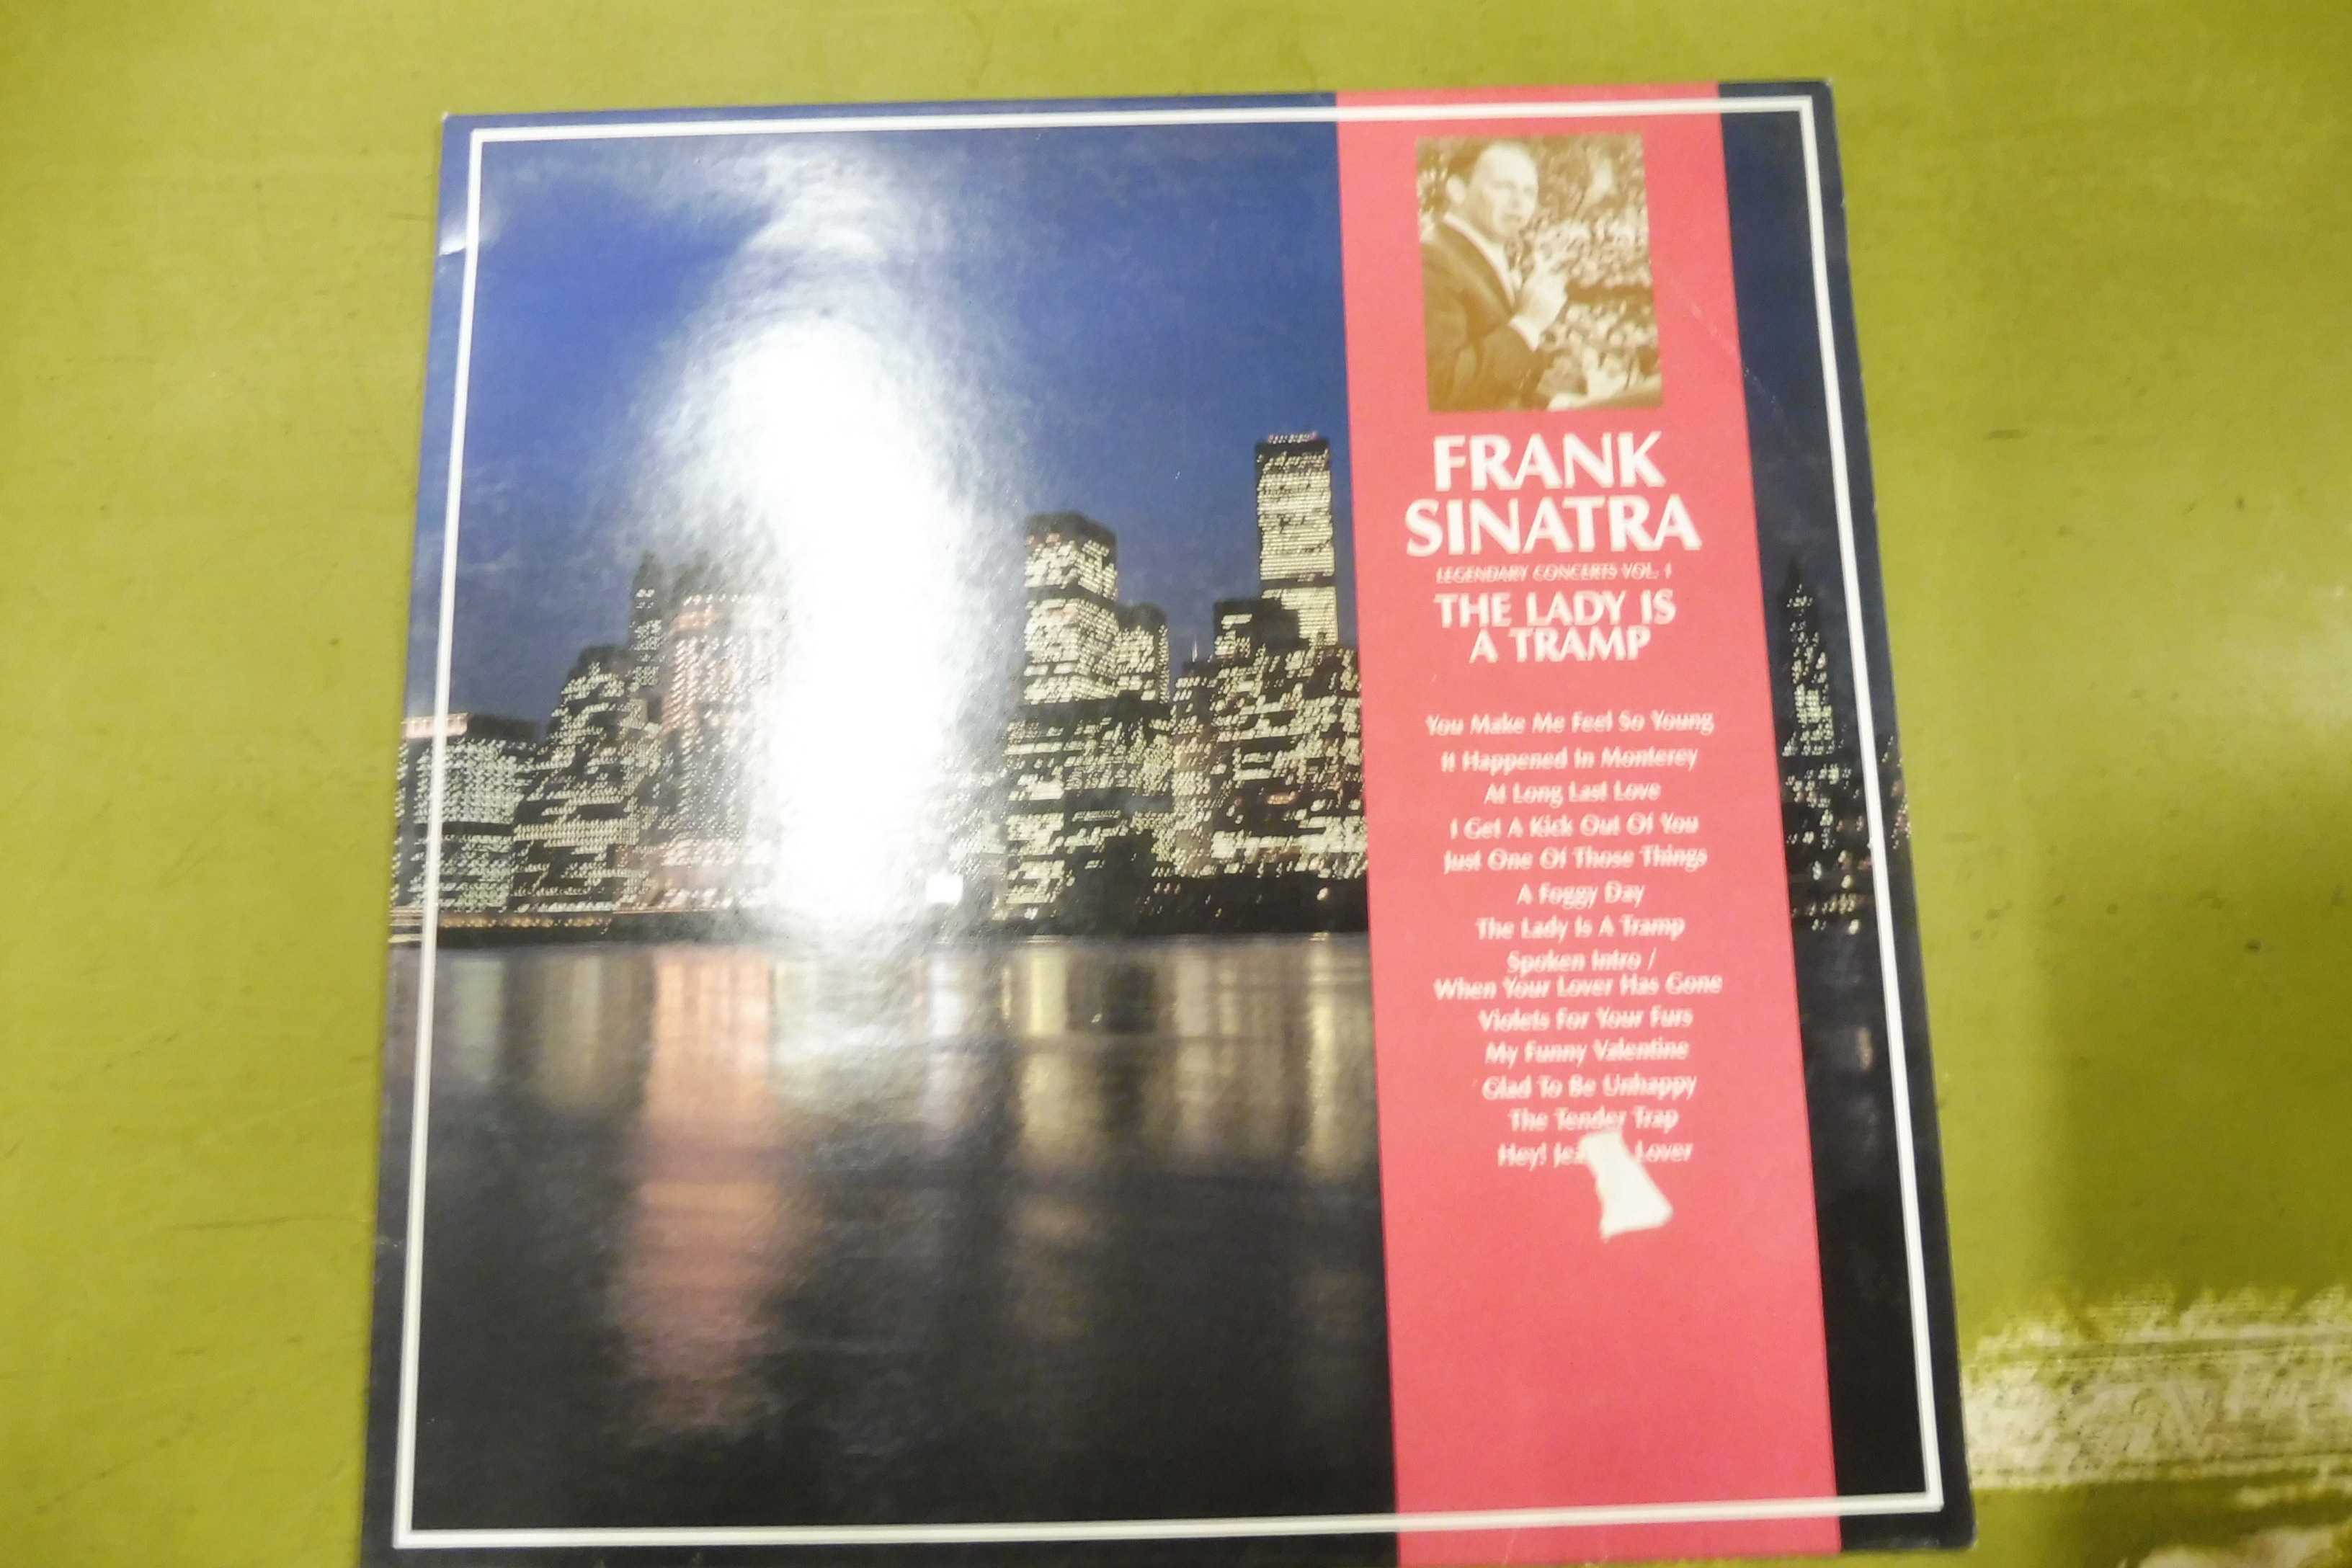 FRANK
SINATRA
LEGENDARY CONCERTS VOL. 1
THE LADY IS
A TRAMP
You Make Me Feel So Young
It Happened In Monterey
At Long Last Love
I Get A Kick Out Of You
Just One Of Those Things
A Foggy Day
The Lady Is A Tramp
Spoken Intro /
When Your Lover Has Gone
Violets For Your Furs
My Funny Valentine
Glad To Be Unhappy
The Tender Trap
Hey! Lover